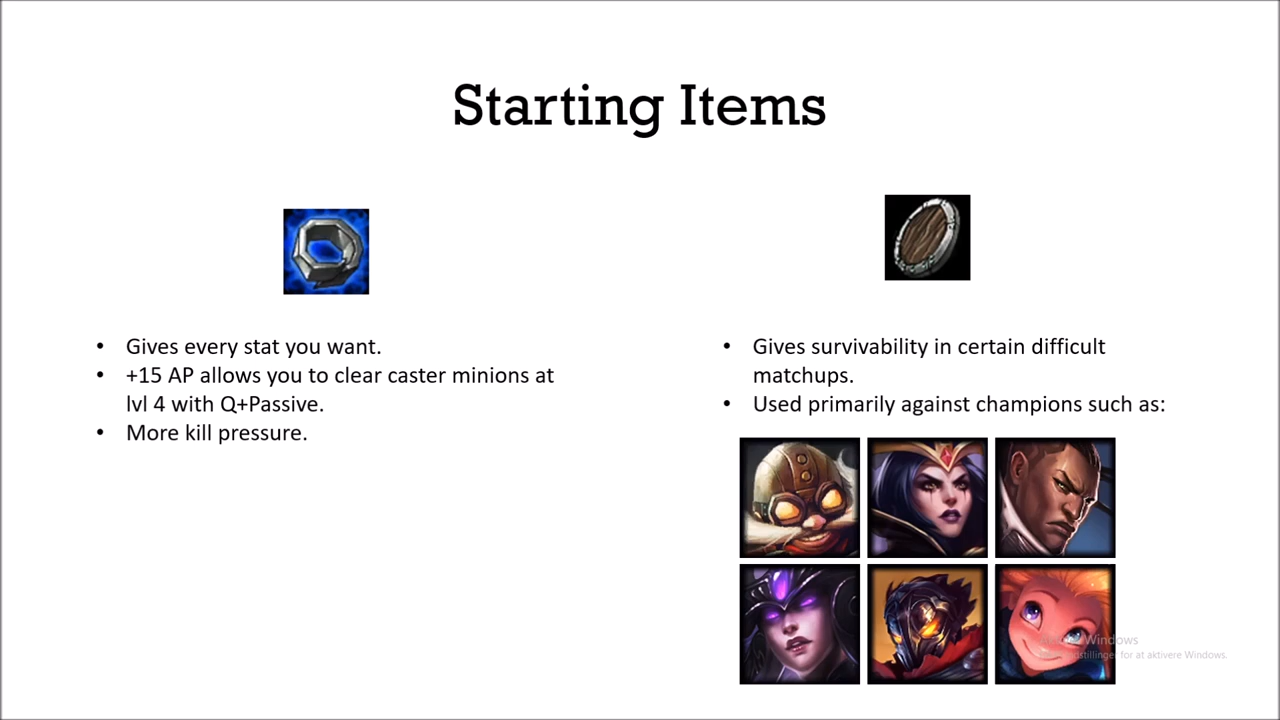 Starting Items
• Gives every stat you want.
• +15 AP allows you to clear caster minions at
lvl 4 with Q+Passive.
• More kill pressure.
• Gives survivability in certain difficult
matchups.
• Used primarily against champions such as:
Windows
for at aktivere Windows.